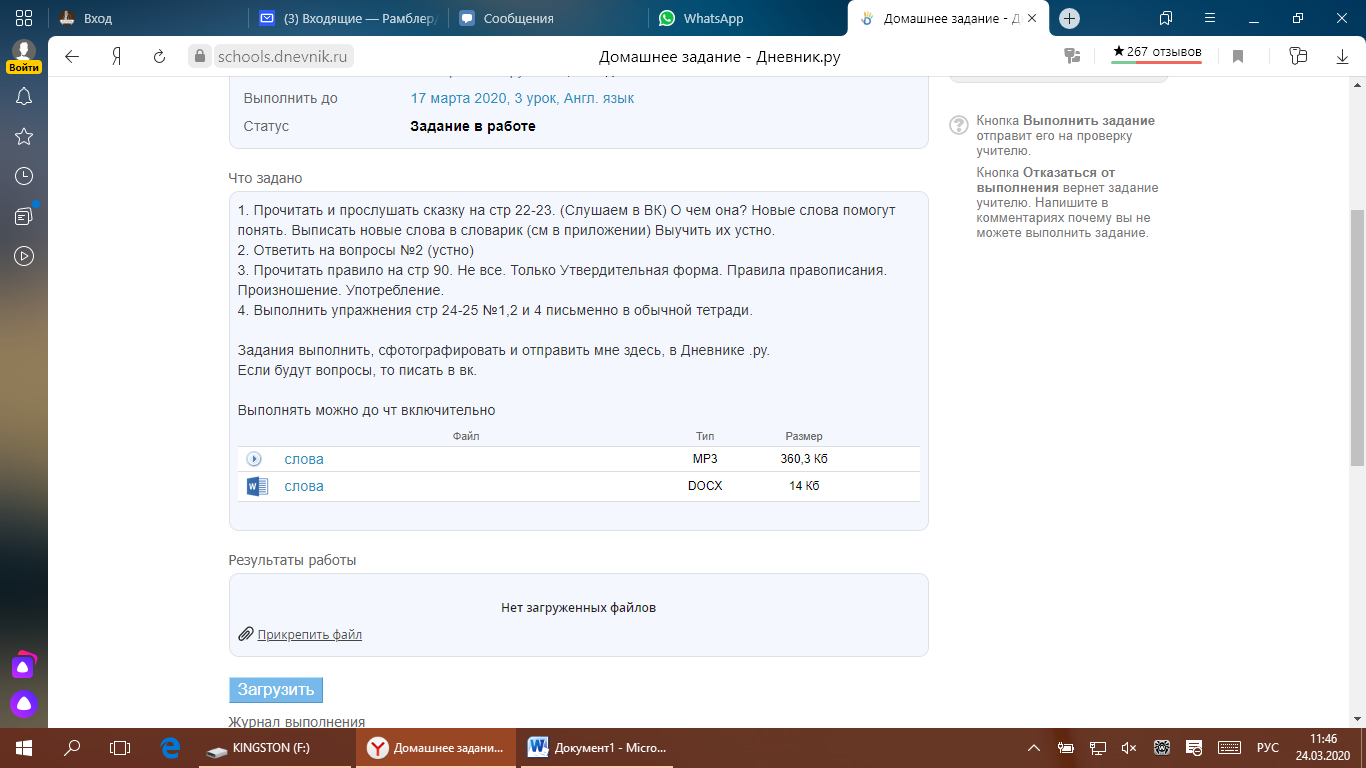 Вход
(3) Входящие — Рамблер/
Сообщения
WhatsApp
Домашнее задание - Д
Войти
schools.dnevnik.ru
Домашнее задание - Дневник.ру
★267 отзывов
Выполнить до 17 марта 2020, 3 урок, Англ. язык
Статус Задание в работе
Кнопка Выполнить задание
отправит его на проверку
учителю.
Кнопка Отказаться от
выполнения вернет задание
учителю. Напишите в
комментариях почему вы не
можете выполнить задание.
Что задано
1. Прочитать и прослушать сказку на стр 22-23. (Слушаем в ВК) О чем она? Новые слова помогут
понять. Выписать новые слова в словарик (см в приложении) Выучить их устно.
2. Ответить на вопросы №2 (устно)
3. Прочитать правило на стр 90. Не все. Только Утвердительная форма. Правила правописания.
Произношение. Употребление.
4. Выполнить упражнения стр 24-25 №1,2 и 4 письменно в обычной тетради.
Задания выполнить, сфотографировать и отправить мне здесь, в Дневнике .ру.
Если будут вопросы, то писать в вк.
Выполнять можно до чт включительно
Файл Тип Размер
слова MP3 360,3 Кб
слова DOCX 14 Кб
Результаты работы
Нет загруженных файлов
Прикрепить файл
Загрузить
Журнал выполнения
KINGSTON (F:)
Домашнее задани...
Документ1 - Micro...
РУС
11:46
24.03.2020